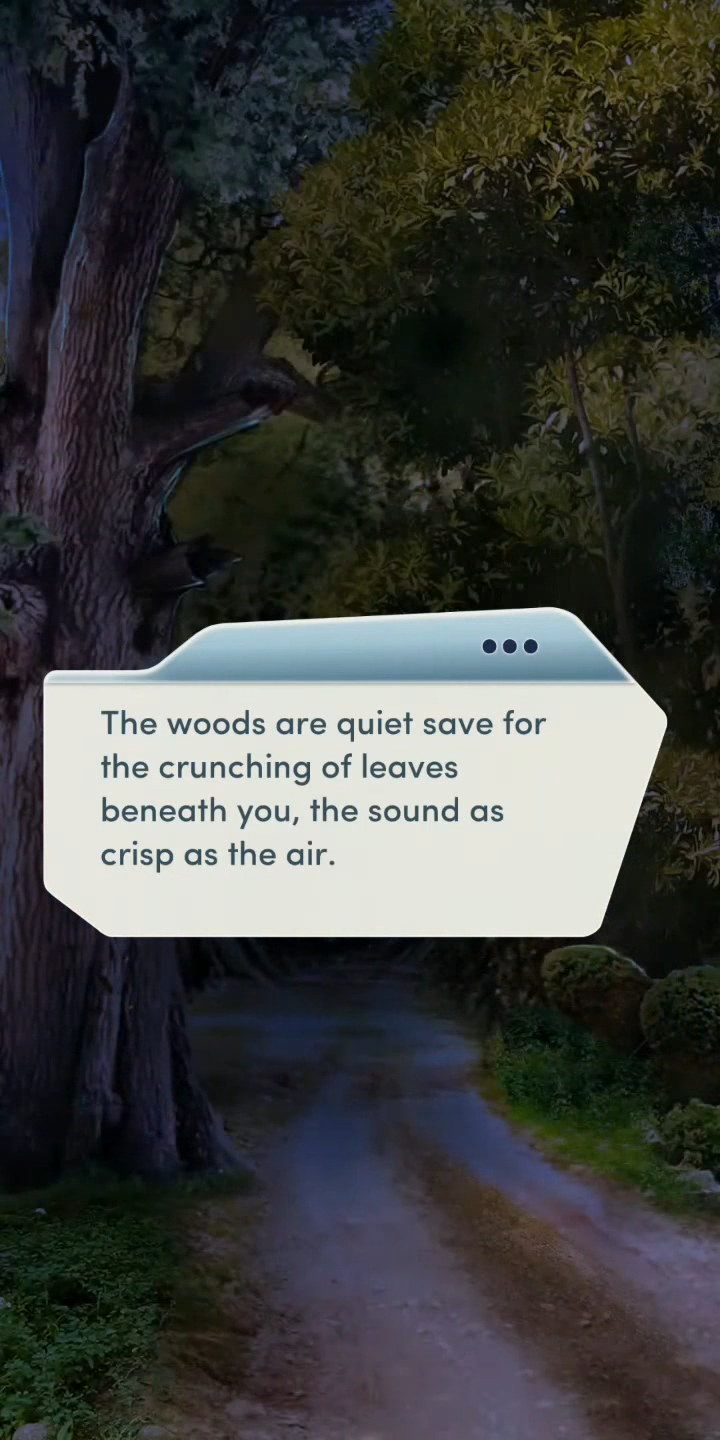 The woods are quiet save for
the crunching of leaves
beneath you, the sound as
crisp as the air.